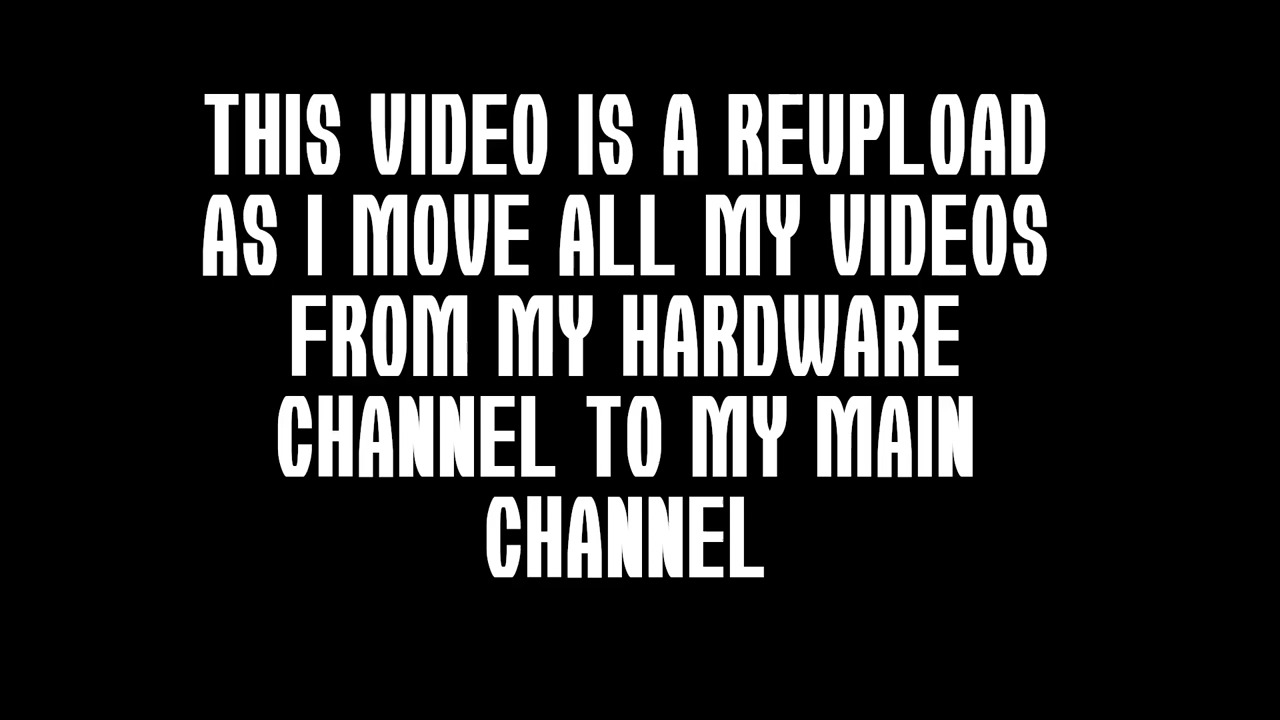 THIS VIDEO IS A REUPLOAD
AS I MOVE ALL MY VIDEOS
FROM MY HARDWARE
CHANNEL TO MY MAIN
CHANNEL